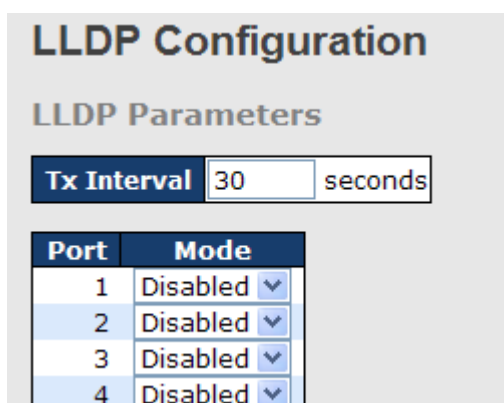 LLDP Configuration
LLDP Parameters
Tx Interval 30 seconds
Port Mode
1 Disabled
2 Disabled
3 Disabled
4 Disabled